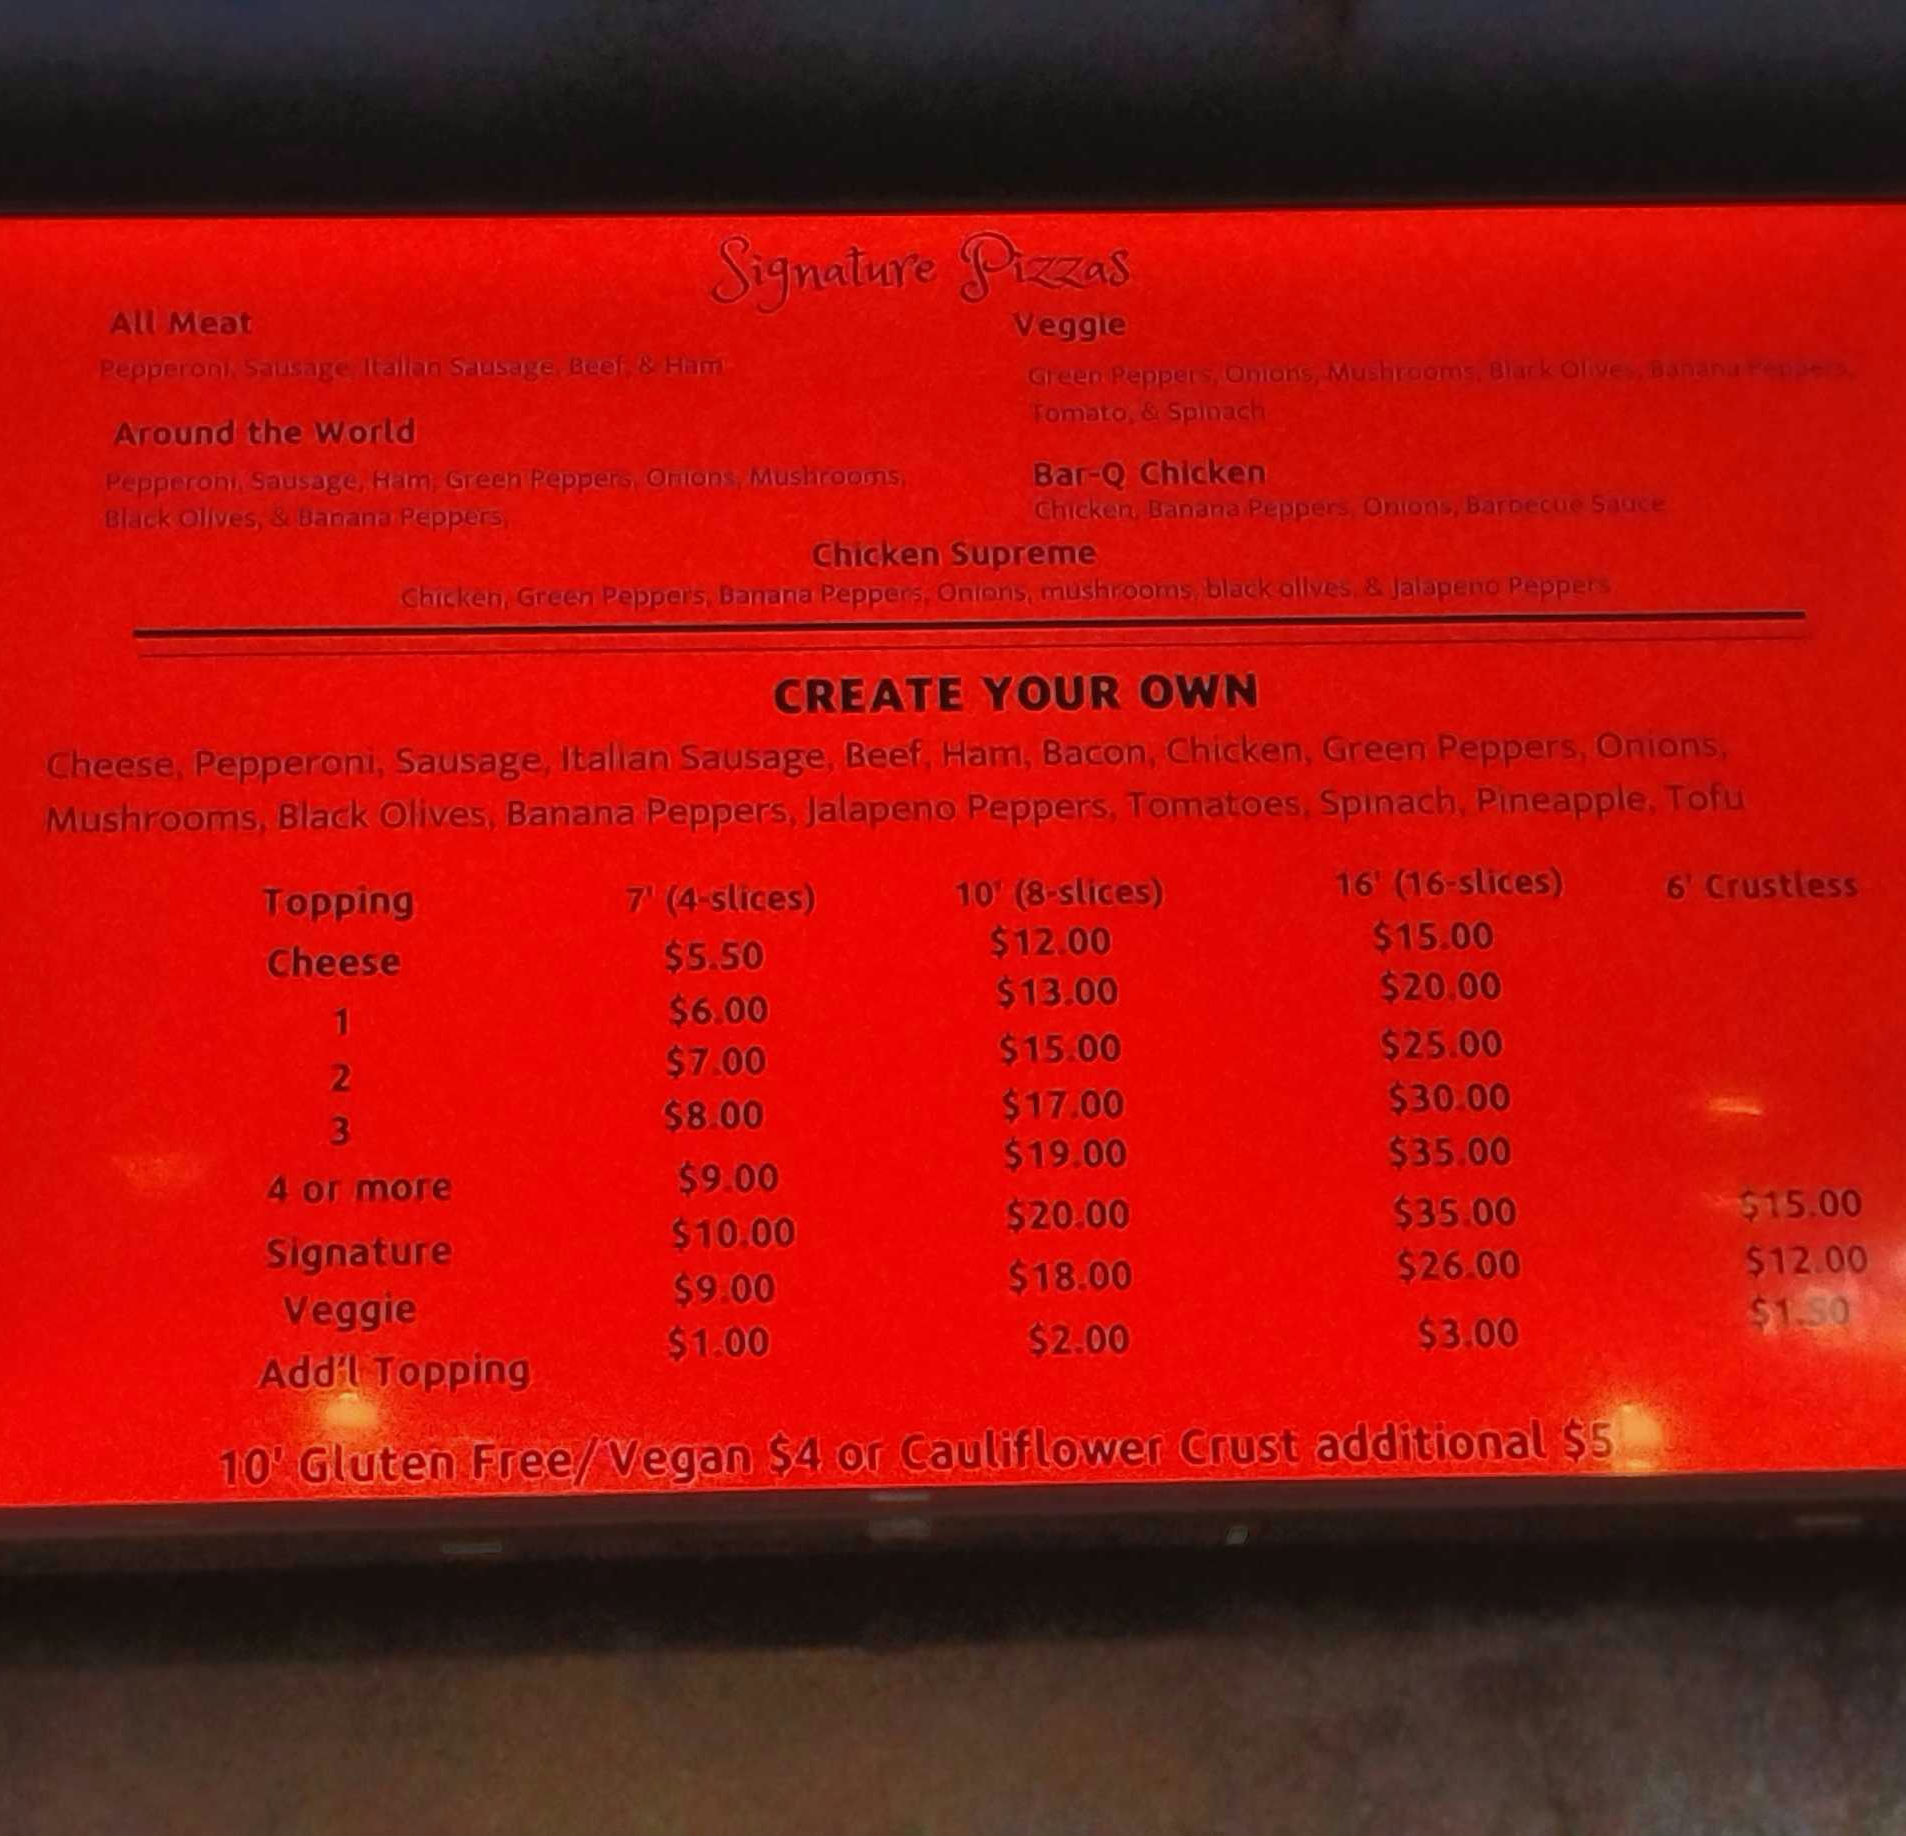 Signature Pizzas
All Meat
Pepperoni, Sausage, Italian Sausage, Beef, & Ham
Around the World
Pepperoni, Sausage, Ham, Green Peppers, Onions, Mushrooms,
Black Olives, & Banana Peppers,
Veggie
Green Peppers, Onions, Mushrooms, Black Olives, Banana Peppers,
Tomato, & Spinach
Bar-Q Chicken
Chicken, Banana Peppers, Onions, Barbecue Sauce
Chicken Supreme
Chicken, Green Peppers, Banana Peppers, Onions, mushrooms, black olives, & Jalapeno Peppers
CREATE YOUR OWN
Cheese, Pepperoni, Sausage, Italian Sausage, Beef, Ham, Bacon, Chicken, Green Peppers, Onions,
Mushrooms, Black Olives, Banana Peppers, Jalapeno Peppers, Tomatoes, Spinach, Pineapple, Tofu
Topping 7' (4-slices) 10' (8-slices) 16' (16-slices) 6' Crustless
Cheese $5.50 $12.00 $15.00
1 $6.00 $13.00 $20.00
2 $7.00 $15.00 $25.00
3 $8.00 $17.00 $30.00
4 or more $9.00 $19.00 $35.00
Signature $10.00 $20.00 $35.00 $15.00
Veggie $9.00 $18.00 $26.00 $12.00
Add'l Topping $1.00 $2.00 $3.00 $1.50
10' Gluten Free/Vegan $4 or Cauliflower Crust additional $5